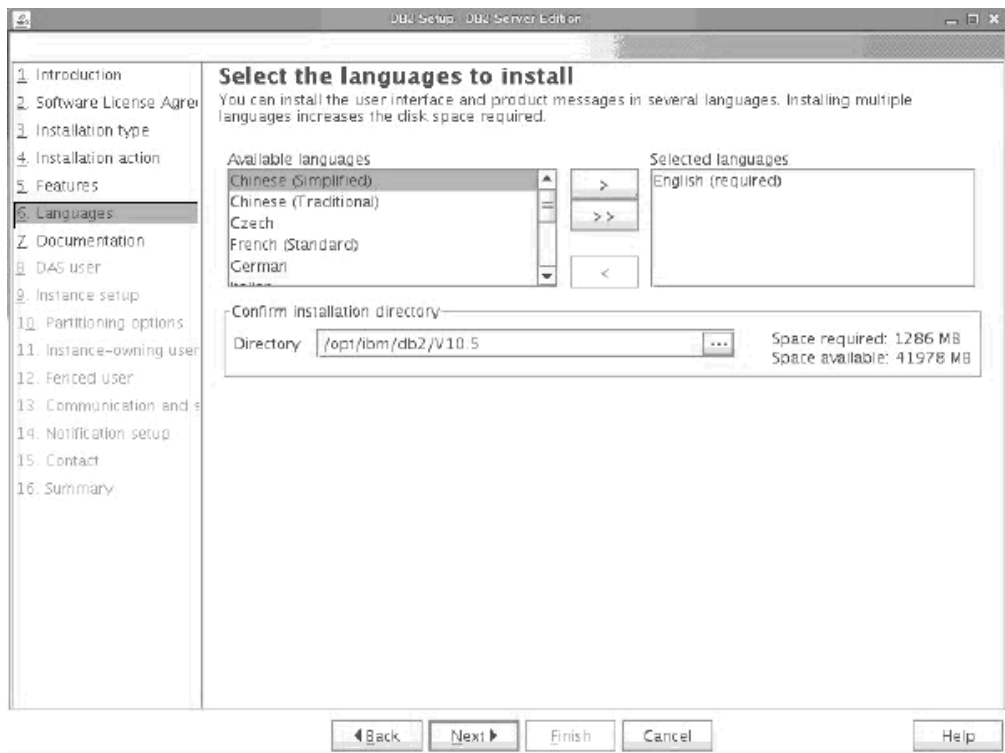 DB2 Setup - DB2 Server Edition
1. Introduction
2. Software License Agre
3. Installation type
4. Installation action
5. Features
6. Languages
7. Documentation
8. DAS user
9. Instance setup
10. Partitioning options
11. Instance-owning user
12. Fenced user
13. Communication and s
14. Notification setup
15. Contact
16. Summary
Select the languages to install
You can install the user interface and product messages in several languages. Installing multiple
languages increases the disk space required.
Available languages
Chinese (Simplified)
Chinese (Traditional)
Czech
French (Standard)
German
>
>>
<
Selected languages
English (required)
Confirm installation directory
Directory /opt/ibm/db2/V10.5 ...
Space required: 1286 MB
Space available: 41978 MB
Back Next Finish Cancel Help